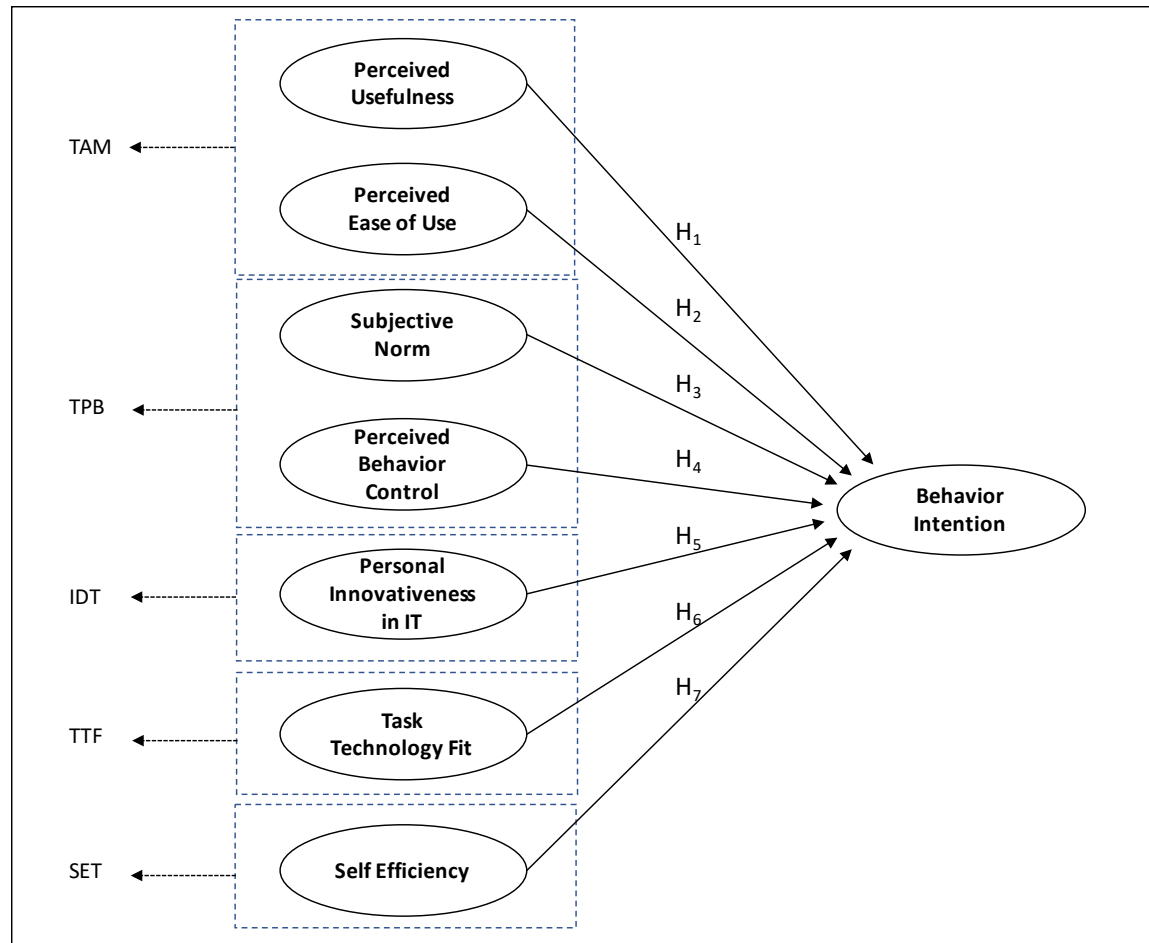 Perceived
Usefulness
TAM
Perceived
Ease of Use
H₁
H₂
Subjective
Norm
H₃
TPB
Perceived
Behavior
Control
H₄
Behavior
Intention
H₅
IDT
Personal
Innovativeness
in IT
H₆
H₇
TTF
Task
Technology Fit
SET
Self Efficiency